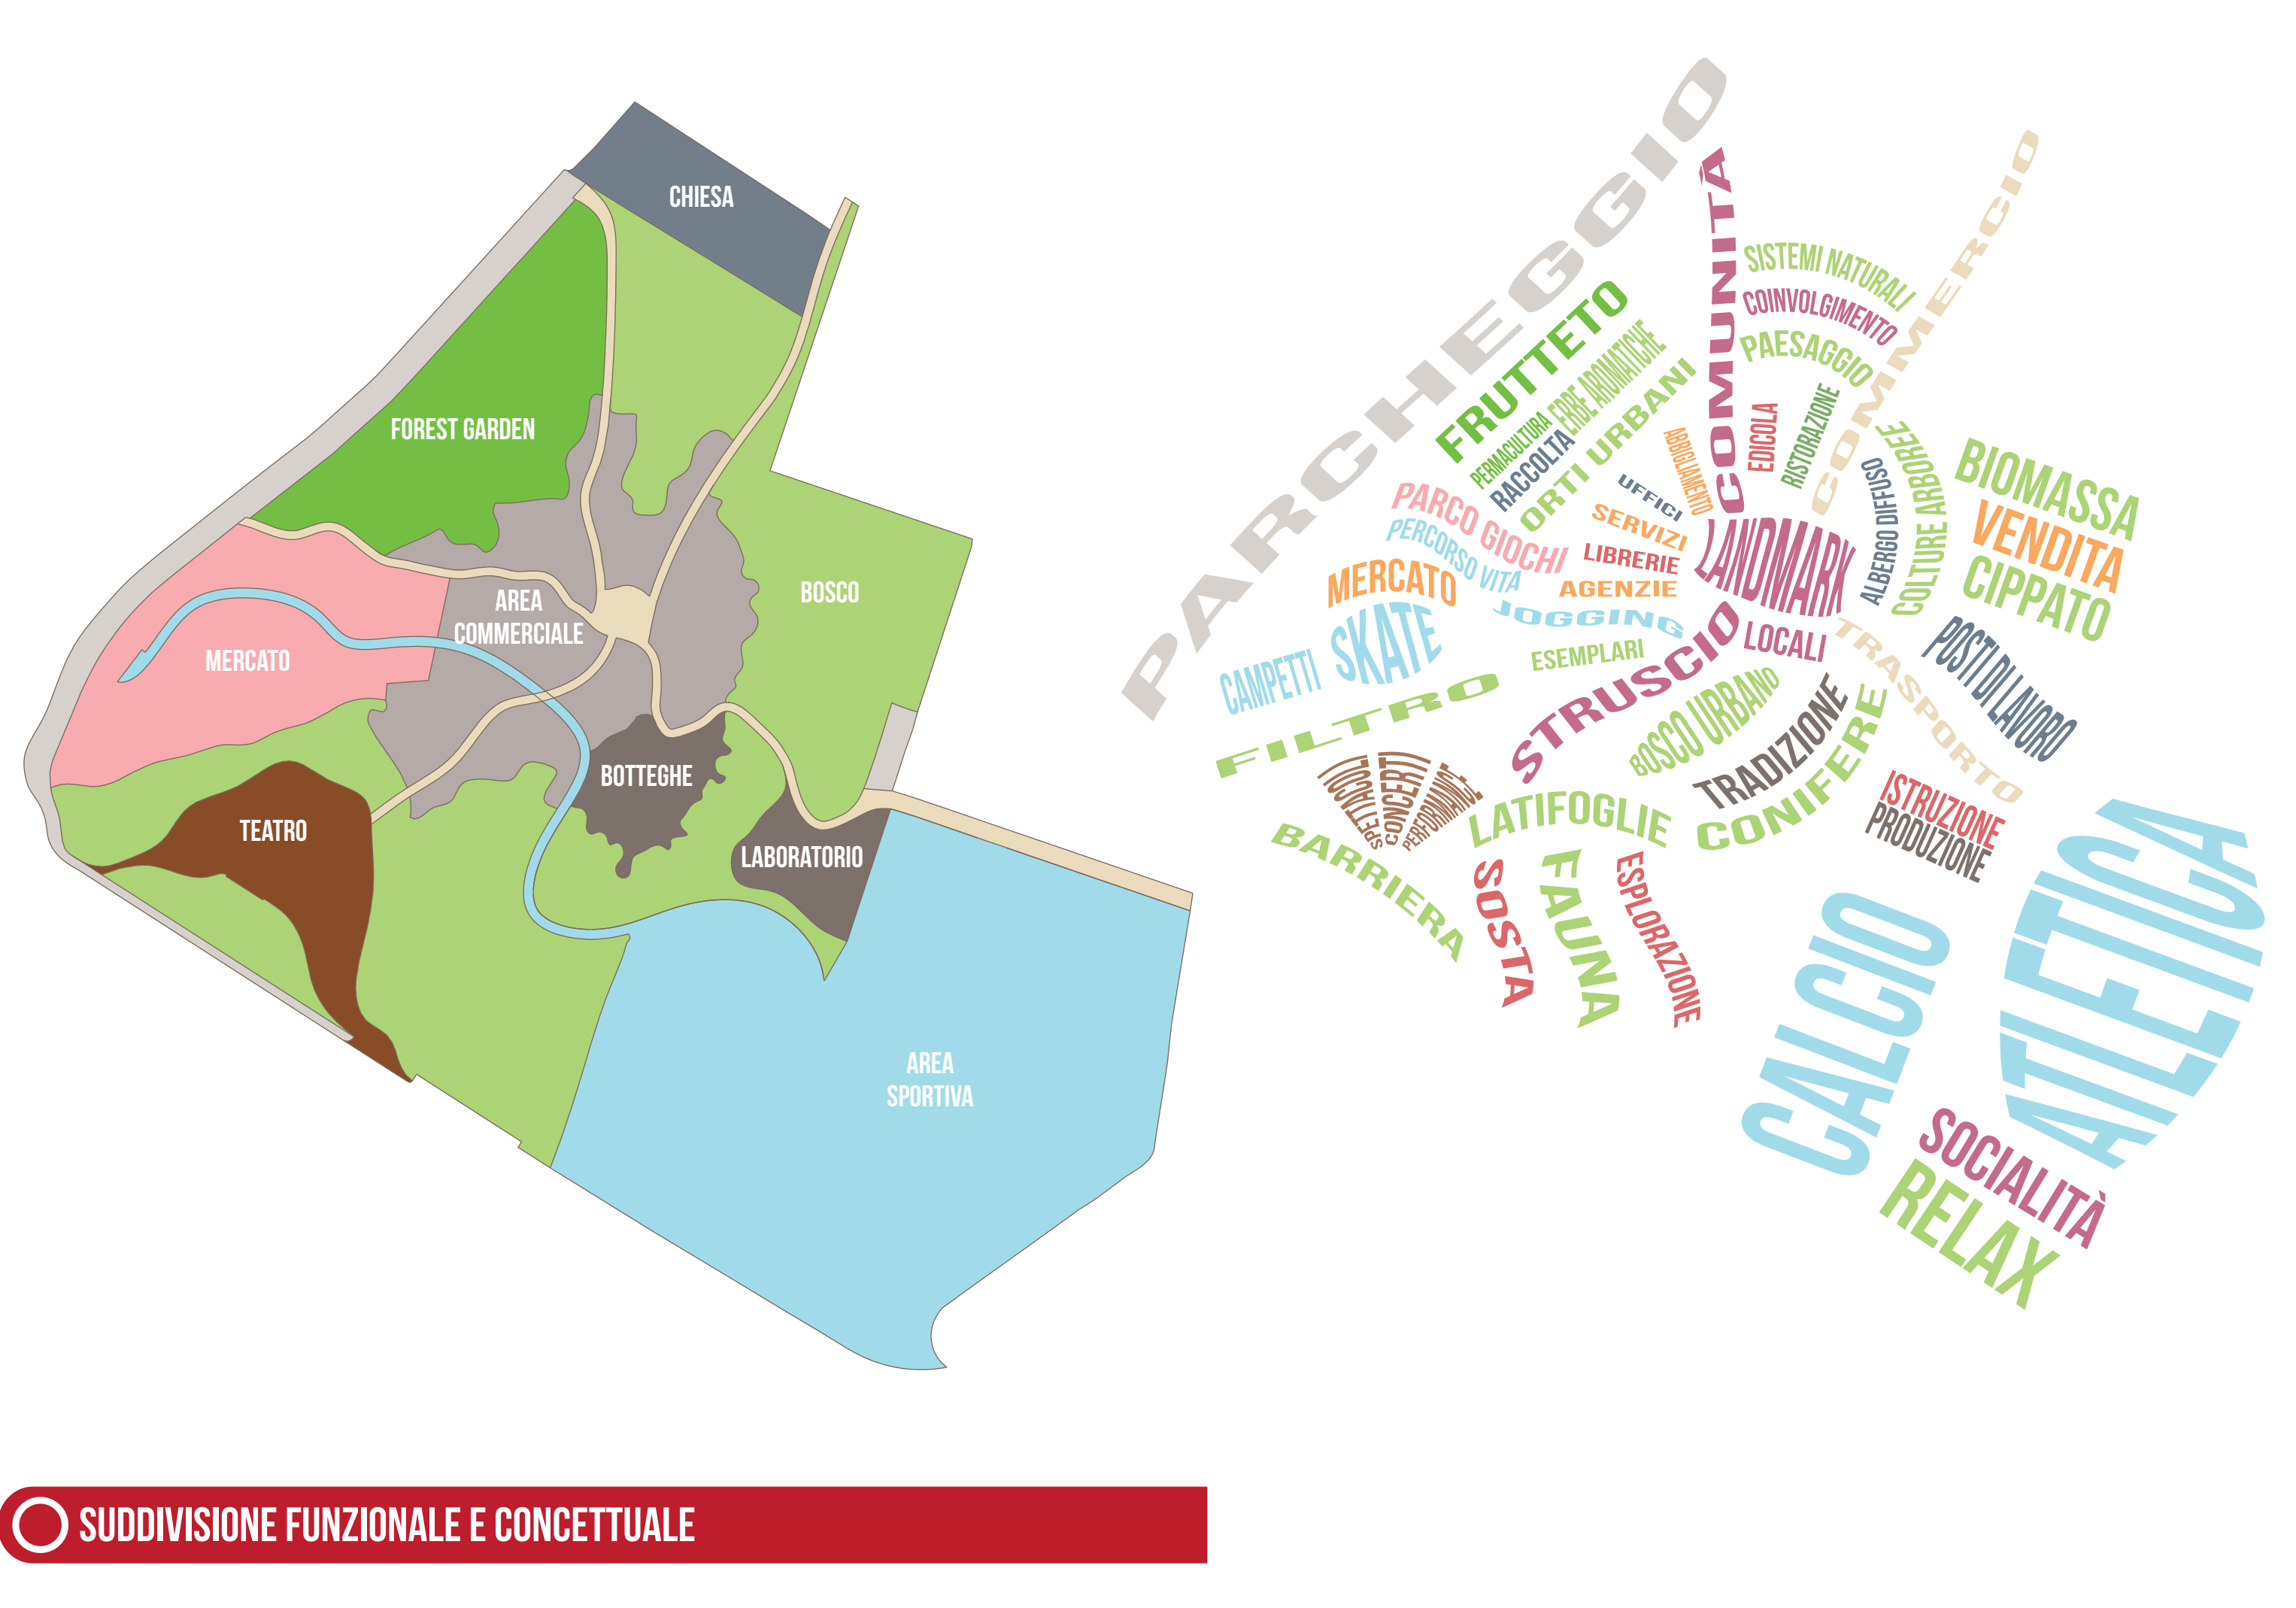 CHIESA
FOREST GARDEN
AREA
COMMERCIALE
BOSCO
MERCATO
BOTTEGHE
TEATRO
LABORATORIO
AREA
SPORTIVA
PARCHEGGIO
COMUNITÀ
COMMERCIO
SISTEMI NATURALI
COINVOLGIMENTO
PAESAGGIO
FRUTTETO
PERMACULTURA
ERBE AROMATICHE
RACCOLTA
ORTI URBANI
ABBIGLIAMENTO
EDICOLA
RISTORAZIONE
PARCO GIOCHI
PERCORSO VITA
UFFICI
SERVIZI
LIBRERIE
AGENZIE
LANDMARK
ALBERGO DIFFUSO
COLTURE ARBOREE
BIOMASSA
VENDITA
CIPPATO
MERCATO
SKATE
JOGGING
CAMPETTI
ESEMPLARI
STRUSCIO
LOCALI
TRASPORTO
POSTI DI LAVORO
FILTRO
BOSCO URBANO
TRADIZIONE
CONIFERE
CONCERTI
LATIFOGLIE
BARRIERA
SOSTA
FAUNA
ESPLORAZIONE
ISTRUZIONE
PRODUZIONE
CALCIO
ATLETICA
SOCIALITÀ
RELAX
SUDDIVISIONE FUNZIONALE E CONCETTUALE